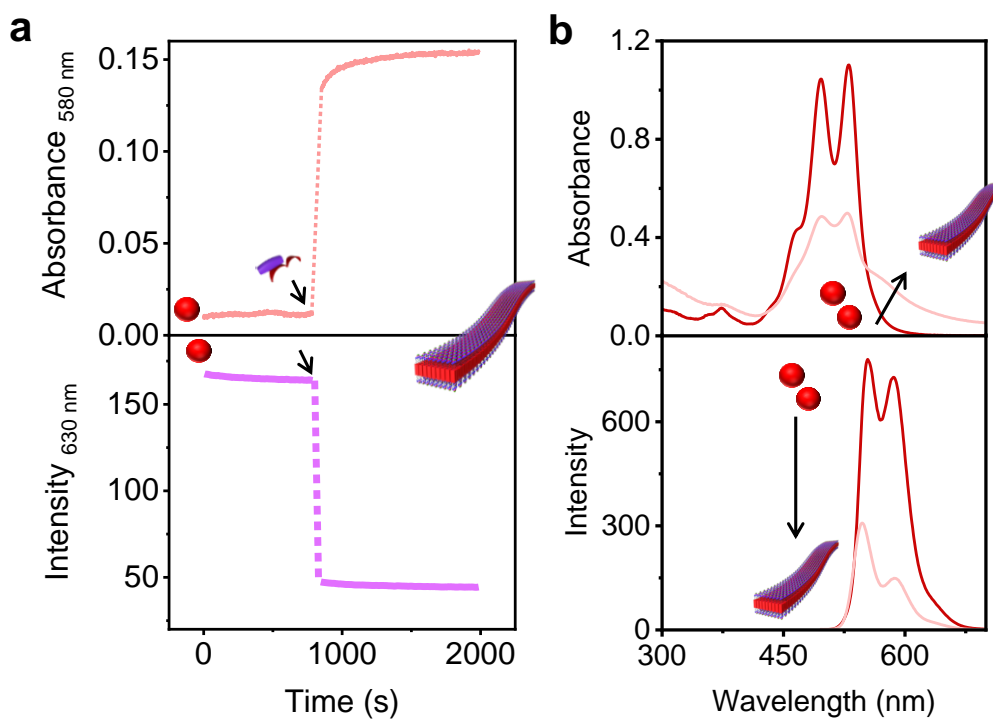 a
Absorbance 580 nm
0.15
0.10
0.05
0.00
Intensity 630 nm
150
100
50
0
1000
2000
Time (s)
b
Absorbance
1.2
0.8
0.4
0.0
Intensity
600
300
0
300
450
600
Wavelength (nm)